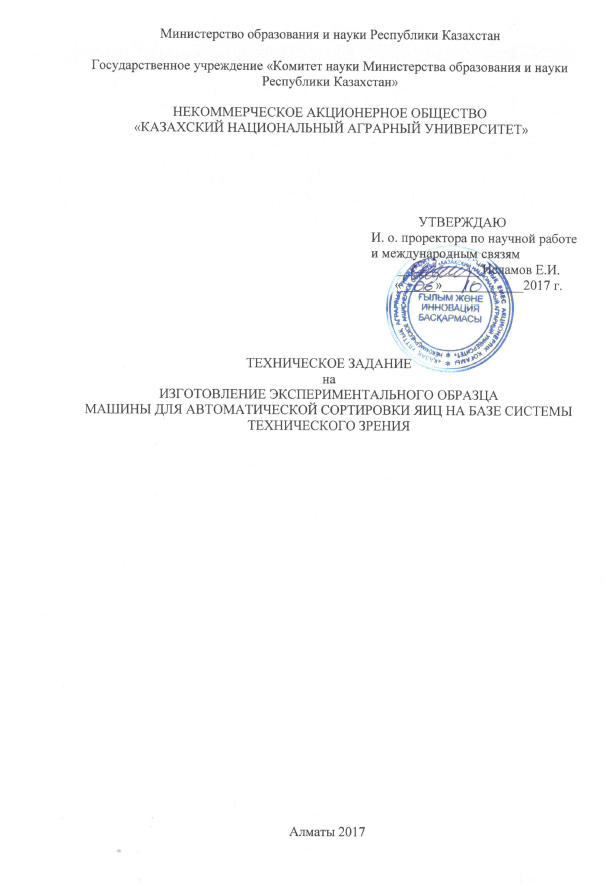 Министерство образования и науки Республики Казахстан
Государственное учреждение «Комитет науки Министерства образования и науки
Республики Казахстан»
НЕКОММЕРЧЕСКОЕ АКЦИОНЕРНОЕ ОБЩЕСТВО
«КАЗАХСКИЙ НАЦИОНАЛЬНЫЙ АГРАРНЫЙ УНИВЕРСИТЕТ»
УТВЕРЖДАЮ
И. о. проректора по научной работе
и международным связям
Исламов Е.И.
«06» 10 2017 г.
ҒЫЛЫМ ЖӘНЕ
ИННОВАЦИЯ
БАСҚАРМАСЫ
ТЕХНИЧЕСКОЕ ЗАДАНИЕ
на
ИЗГОТОВЛЕНИЕ ЭКСПЕРИМЕНТАЛЬНОГО ОБРАЗЦА
МАШИНЫ ДЛЯ АВТОМАТИЧЕСКОЙ СОРТИРОВКИ ЯИЦ НА БАЗЕ СИСТЕМЫ
ТЕХНИЧЕСКОГО ЗРЕНИЯ
Алматы 2017